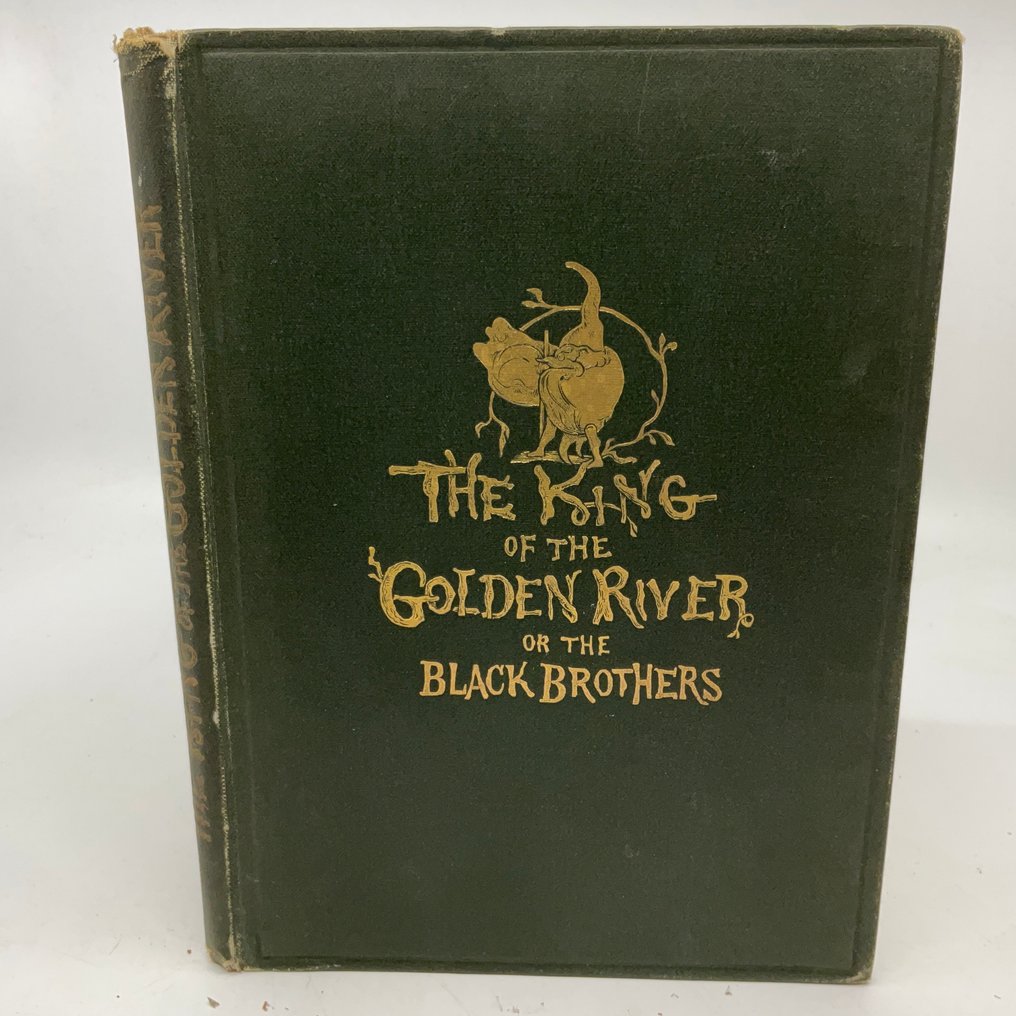 THE KING
OF THE
GOLDEN RIVER
OR THE
BLACK BROTHERS
THE KING OF THE GOLDEN RIVER